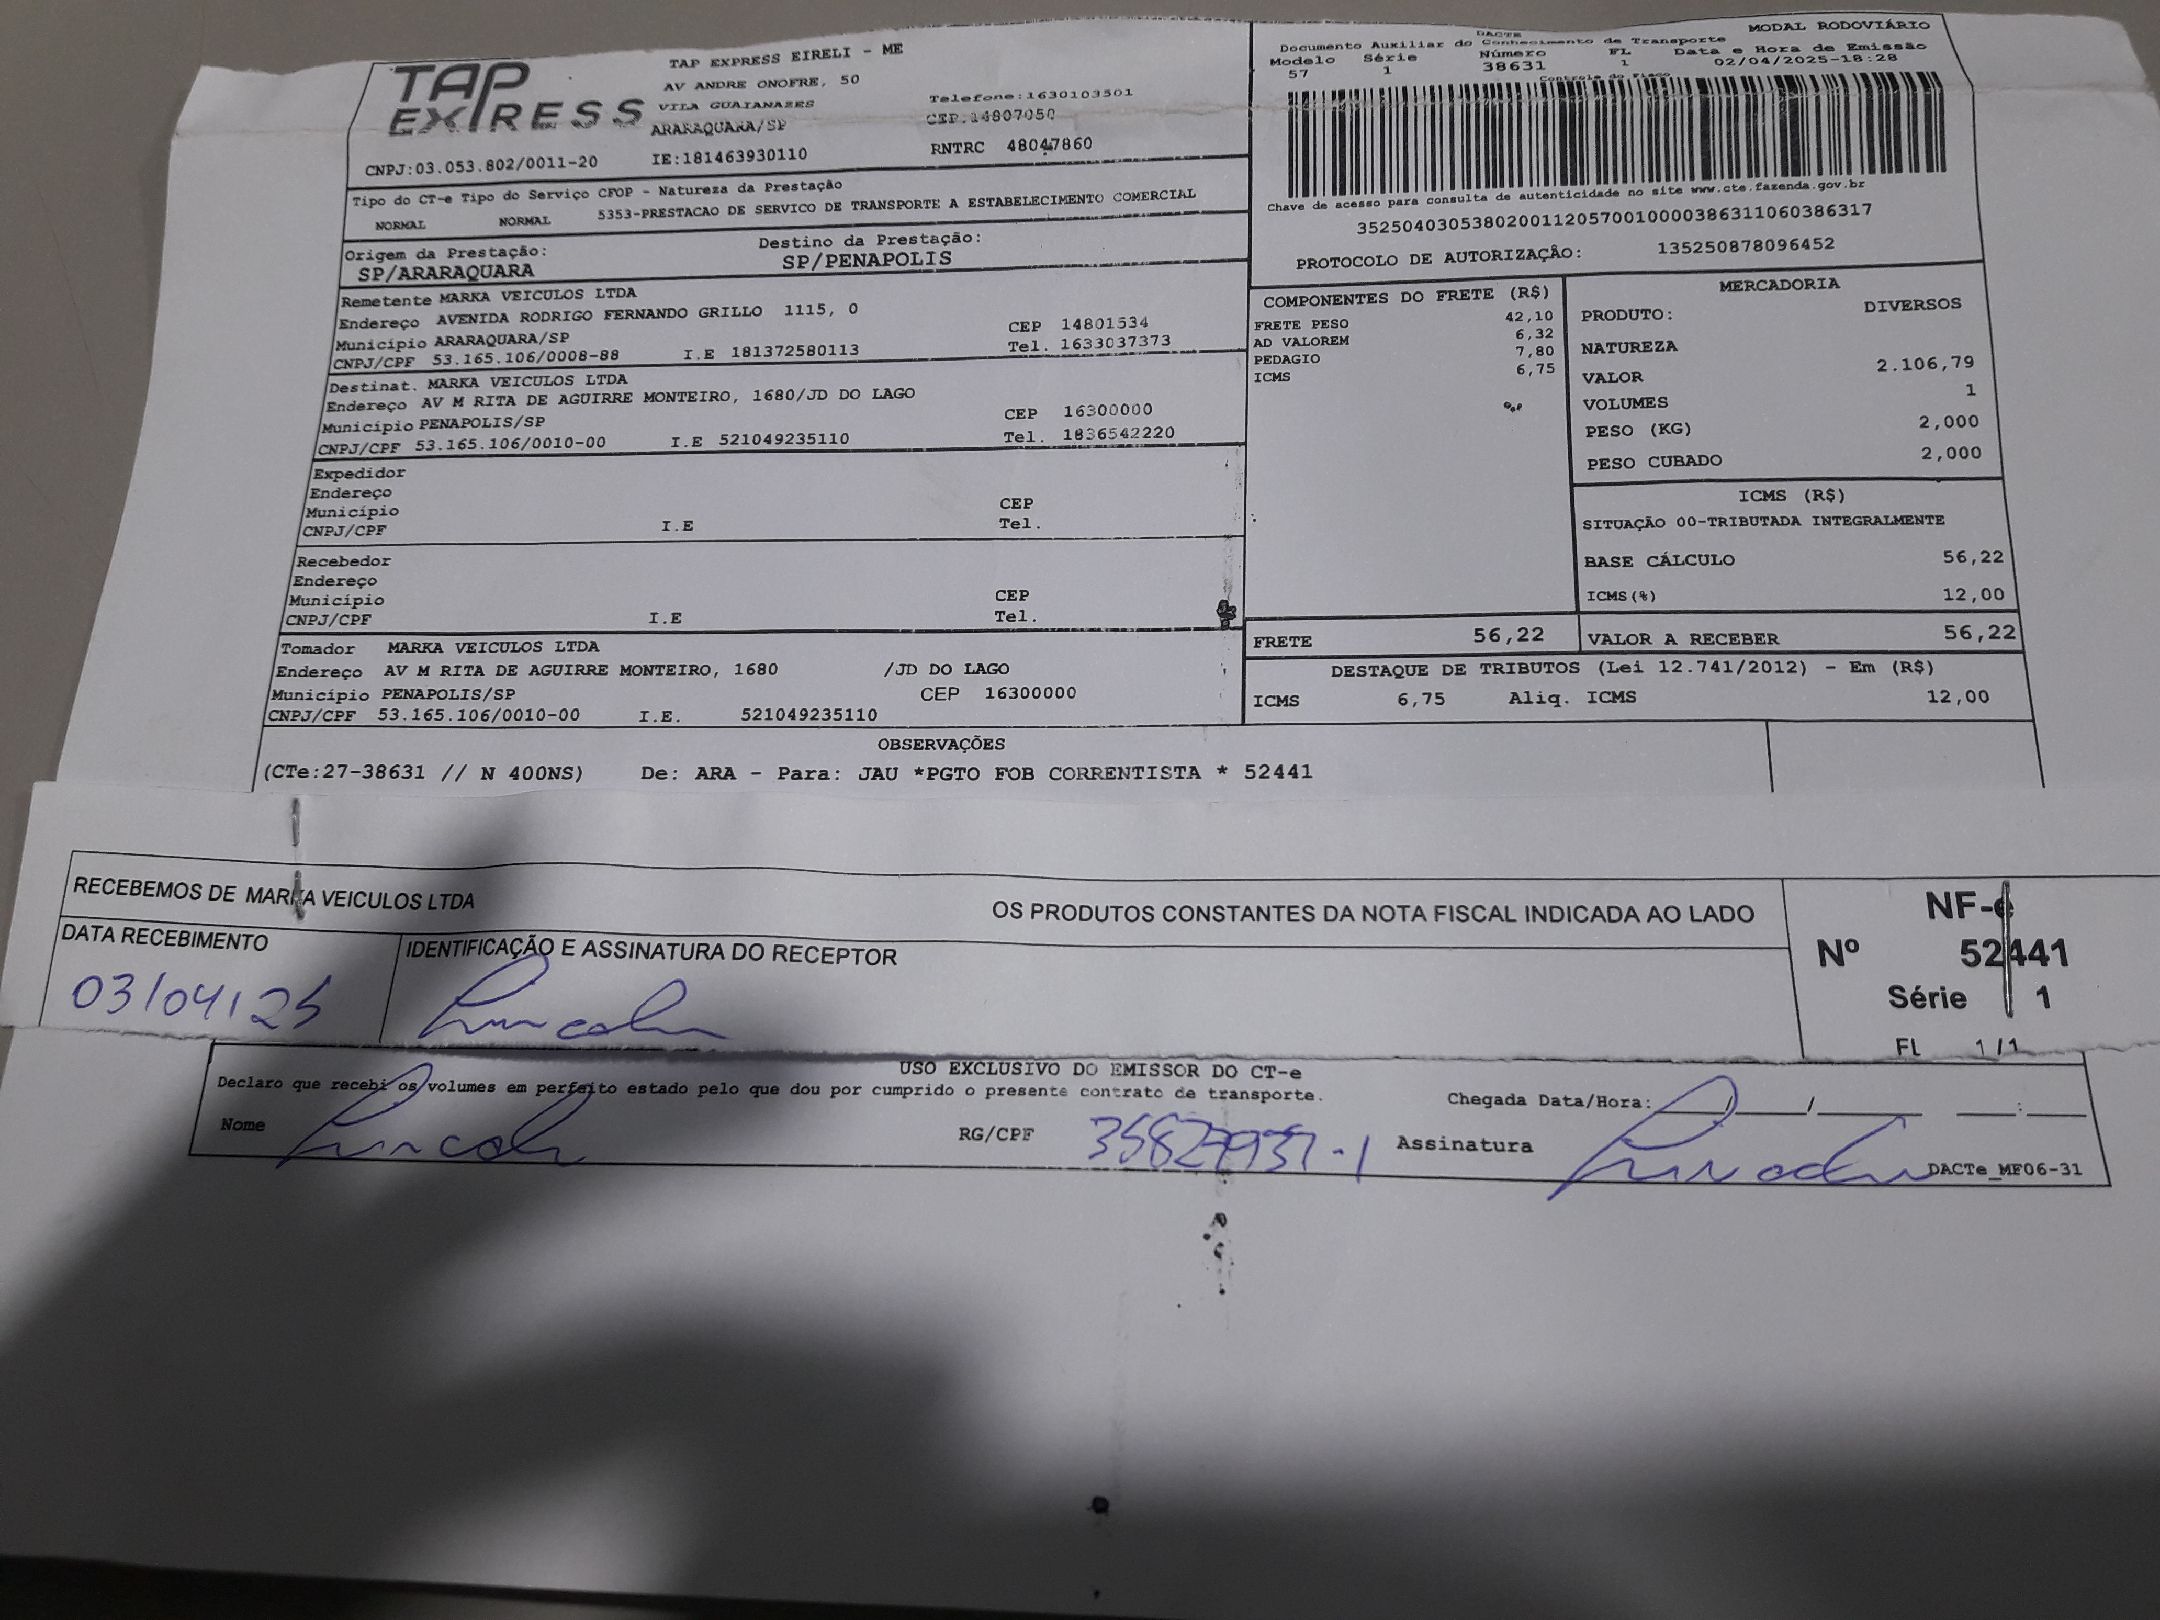 TAP EXPRESS
TAP EXPRESS EIRELI - ME
AV ANDRE ONOFRE, 50
VILA GUAIANAZES Telefone:1630103501
ARARAQUARA/SP CEP.14807050
CNPJ:03.053.802/0011-20 IE:181463930110 RNTRC 48047860
Tipo do CT-e Tipo do Serviço CFOP - Natureza da Prestação
NORMAL NORMAL 5353-PRESTACAO DE SERVICO DE TRANSPORTE A ESTABELECIMENTO COMERCIAL
Origem da Prestação: Destino da Prestação:
SP/ARARAQUARA SP/PENAPOLIS
Remetente MARKA VEICULOS LTDA
Endereço AVENIDA RODRIGO FERNANDO GRILLO 1115, 0
Município ARARAQUARA/SP CEP 14801534
CNPJ/CPF 53.165.106/0008-88 I.E 181372580113 Tel. 1633037373
Destinat. MARKA VEICULOS LTDA
Endereço AV M RITA DE AGUIRRE MONTEIRO, 1680/JD DO LAGO
Município PENAPOLIS/SP CEP 16300000
CNPJ/CPF 53.165.106/0010-00 I.E 521049235110 Tel. 1836542220
Expedidor
Endereço
Município CEP
CNPJ/CPF I.E Tel.
Recebedor
Endereço
Município CEP
CNPJ/CPF I.E Tel.
Tomador MARKA VEICULOS LTDA
Endereço AV M RITA DE AGUIRRE MONTEIRO, 1680 /JD DO LAGO
Município PENAPOLIS/SP CEP 16300000
CNPJ/CPF 53.165.106/0010-00 I.E. 521049235110
DACTE MODAL RODOVIÁRIO
Documento Auxiliar do Conhecimento de Transporte
Modelo Série Número FL Data e Hora de Emissão
57 1 38631 1 02/04/2025-18:28
Controle do Fisco
Chave de acesso para consulta de autenticidade no site www.cte.fazenda.gov.br
35250403053802001120570010000386311060386317
PROTOCOLO DE AUTORIZAÇÃO: 135250878096452
COMPONENTES DO FRETE (R$)
FRETE PESO 42,10
AD VALOREM 6,32
PEDAGIO 7,80
ICMS 6,75
MERCADORIA
PRODUTO: DIVERSOS
NATUREZA
VALOR 2.106,79
VOLUMES 1
PESO (KG) 2,000
PESO CUBADO 2,000
ICMS (R$)
SITUAÇÃO 00-TRIBUTADA INTEGRALMENTE
BASE CÁLCULO 56,22
ICMS(%) 12,00
FRETE 56,22 VALOR A RECEBER 56,22
DESTAQUE DE TRIBUTOS (Lei 12.741/2012) - Em (R$)
ICMS 6,75 Aliq. ICMS 12,00
OBSERVAÇÕES
(CTe:27-38631 // N 400NS) De: ARA - Para: JAU *PGTO FOB CORRENTISTA * 52441
RECEBEMOS DE MARKA VEICULOS LTDA OS PRODUTOS CONSTANTES DA NOTA FISCAL INDICADA AO LADO
DATA RECEBIMENTO IDENTIFICAÇÃO E ASSINATURA DO RECEPTOR
03/04/25 Lincoln
NF-e
Nº 52441
Série 1
FL 1/1
USO EXCLUSIVO DO EMISSOR DO CT-e
Declaro que recebi os volumes em perfeito estado pelo que dou por cumprido o presente contrato de transporte. Chegada Data/Hora: / / :
Nome Lincoln RG/CPF Assinatura Lincoln
DACTe_MF06-31